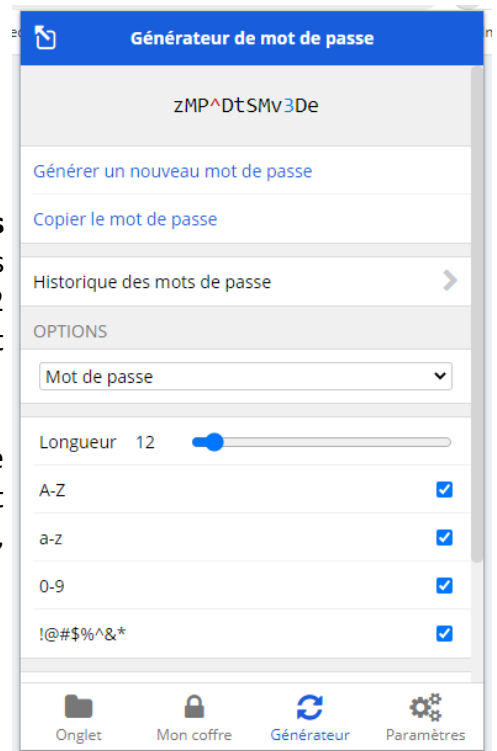 Générateur de mot de passe
zMP^DtSMv3De
Générer un nouveau mot de passe
Copier le mot de passe
Historique des mots de passe
OPTIONS
Mot de passe
Longueur 12
A-Z
a-z
0-9
!@#$%^&*
Onglet Mon coffre Générateur Paramètres